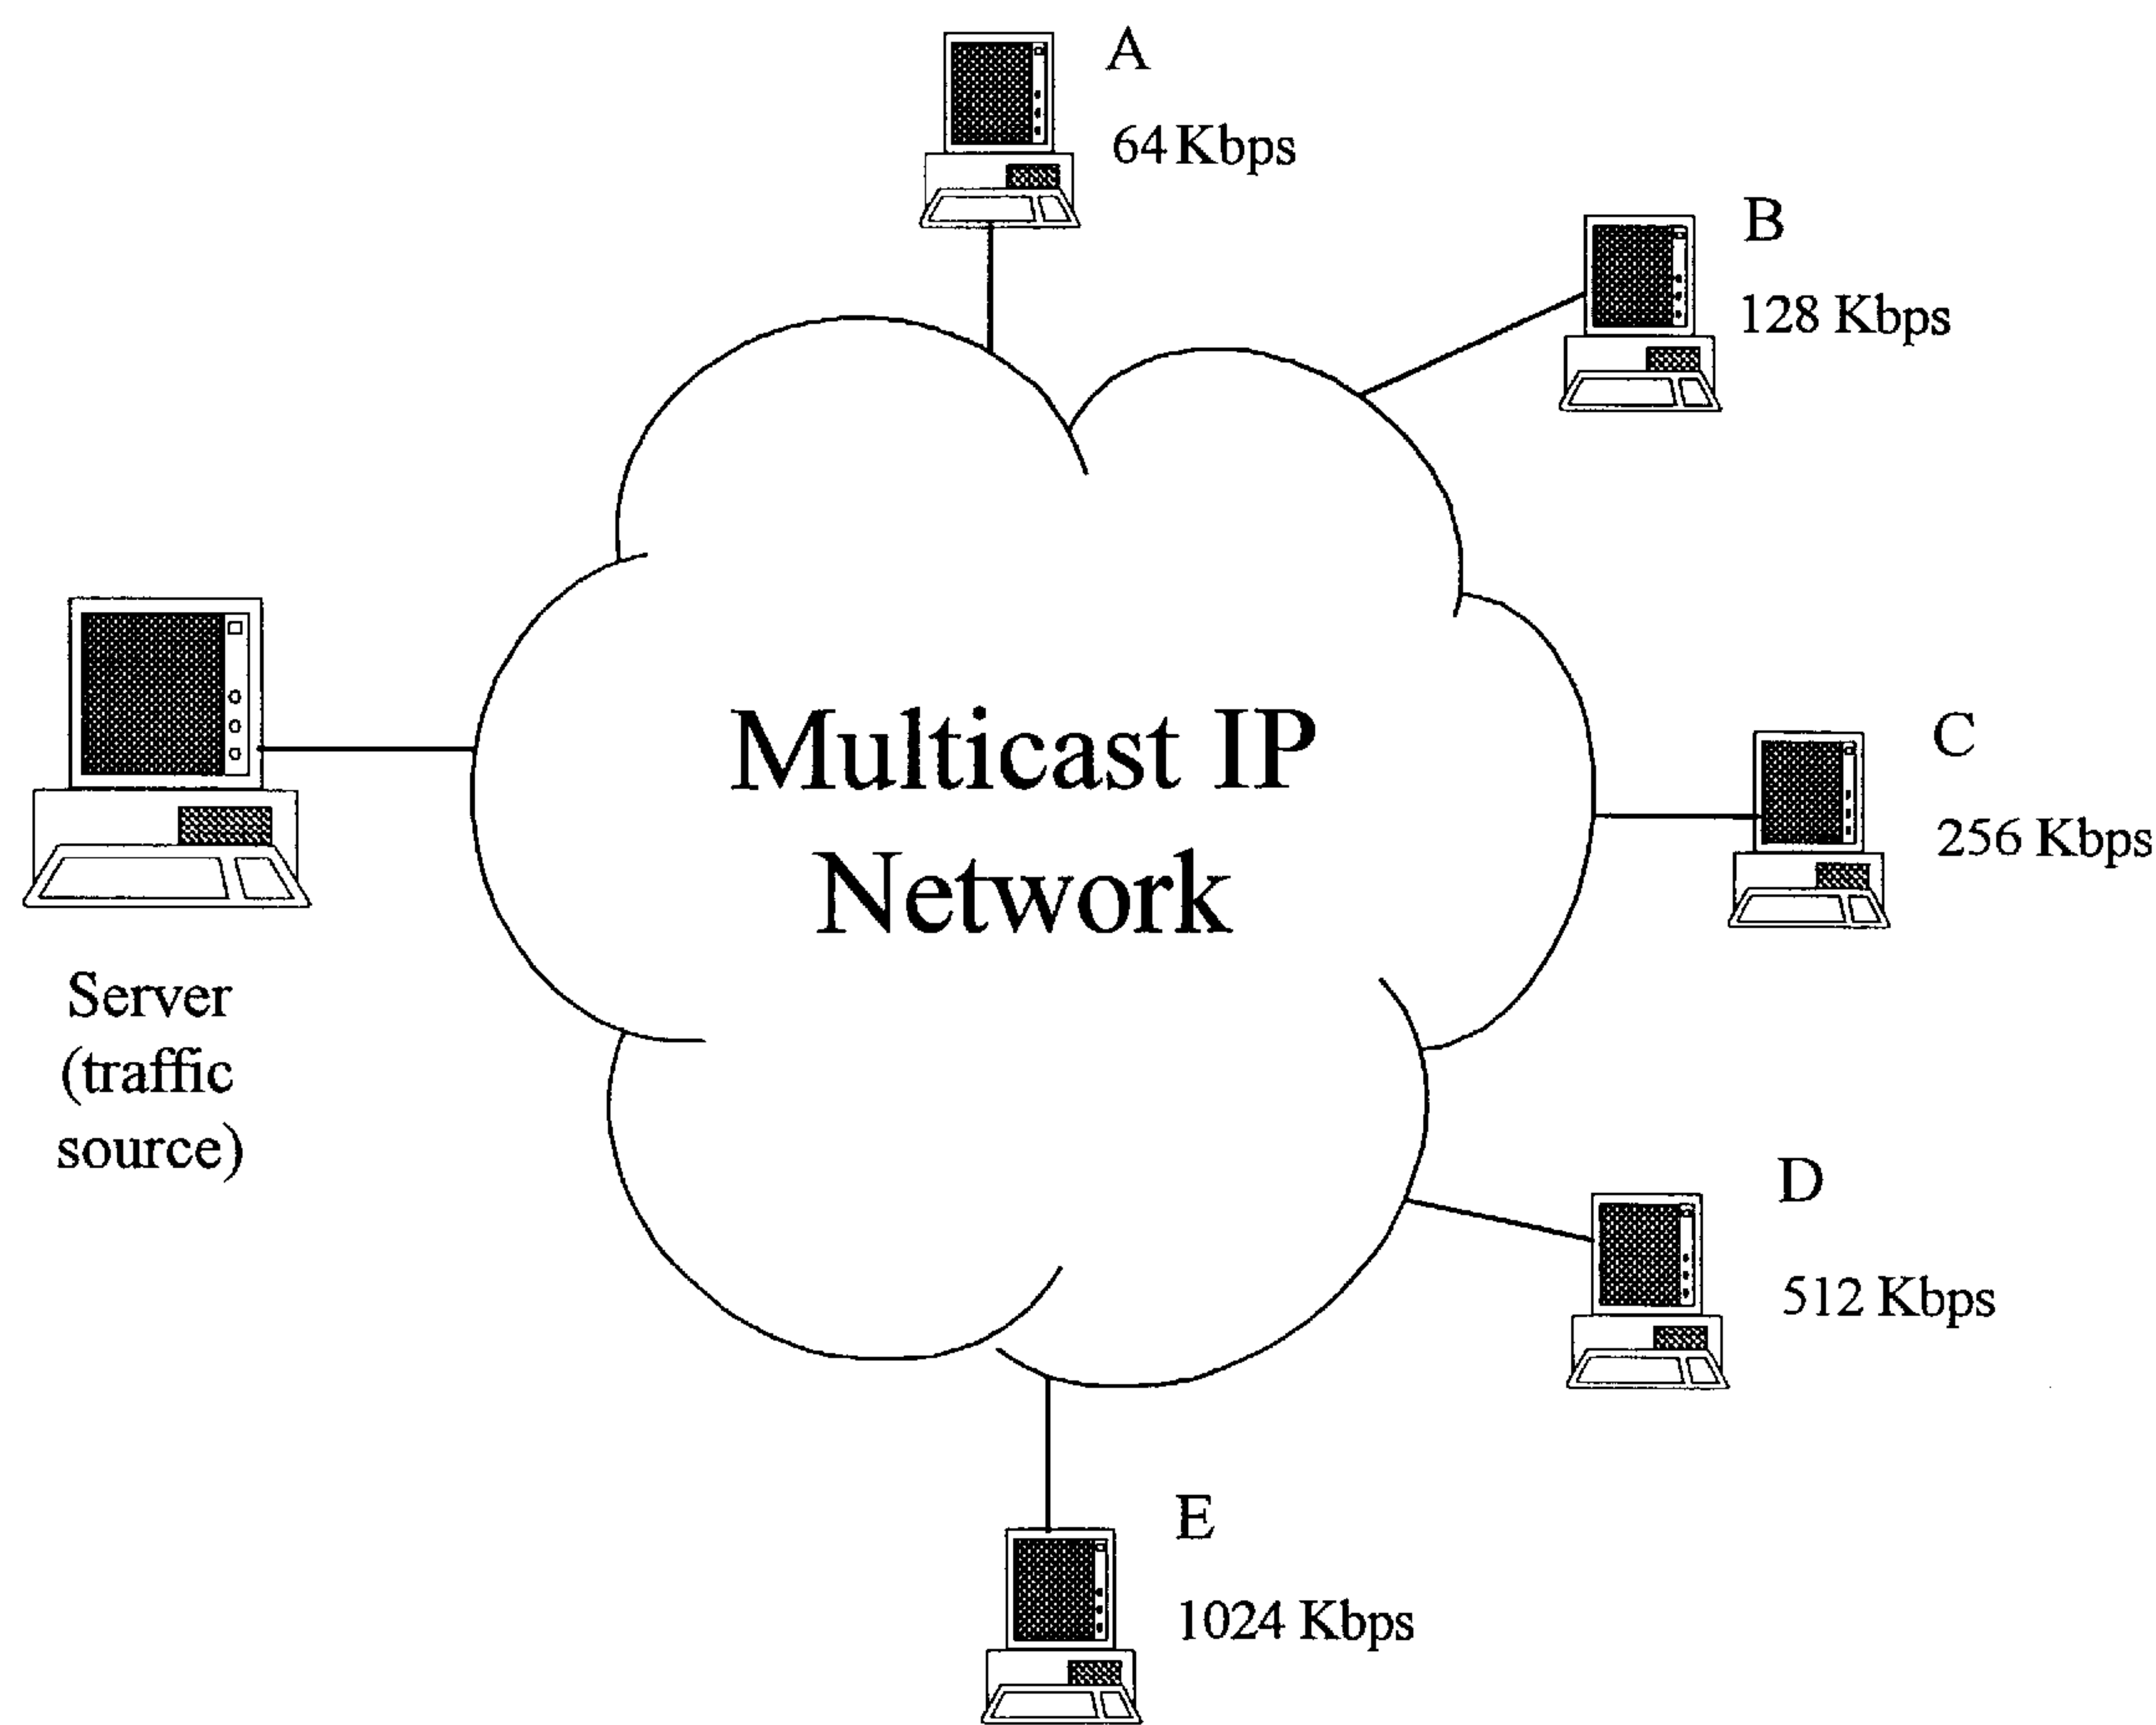 A
64 Kbps
B
128 Kbps
Multicast IP
Network
C
256 Kbps
Server
(traffic
source)
D
512 Kbps
E
1024 Kbps